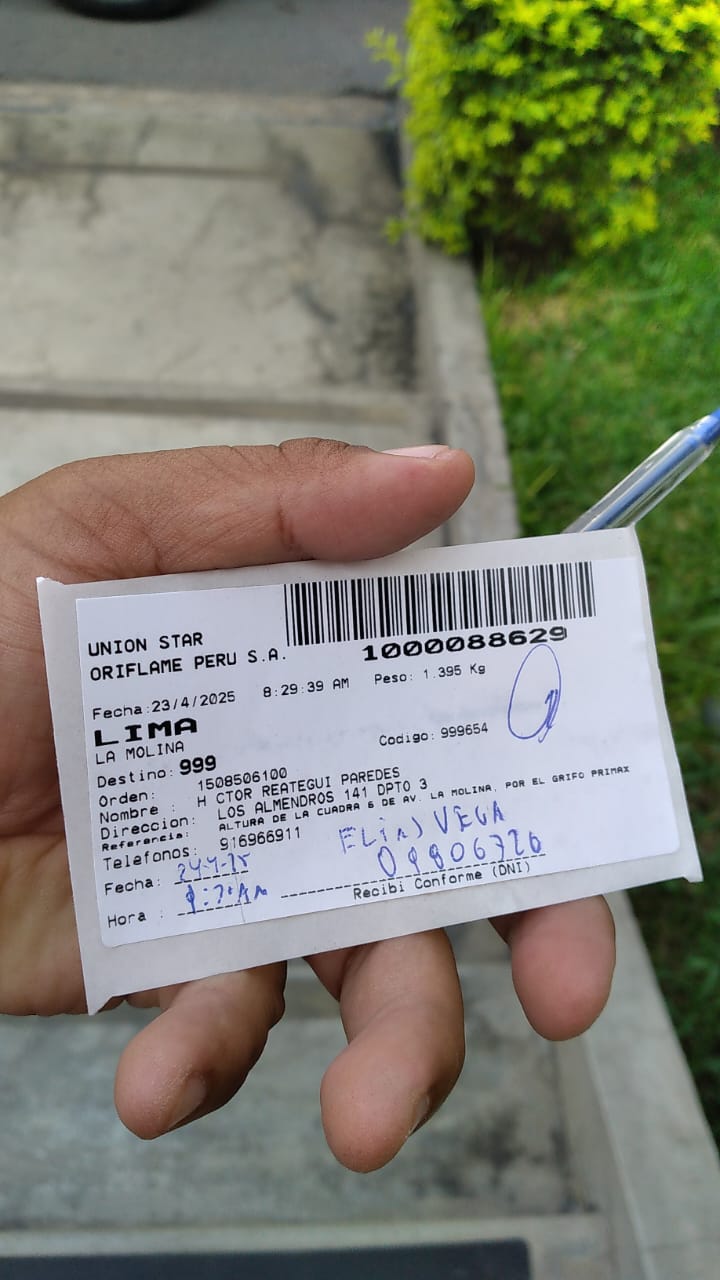 UNION STAR
ORIFLAME PERU S.A.
1000088629
Fecha:23/4/2025 8:29:39 AM Peso: 1.395 Kg
LIMA
LA MOLINA
Codigo: 999654
Destino: 999
Orden: 1508506100
Nombre : H CTOR REATEGUI PAREDES
Direccion: LOS ALMENDROS 141 DPTO 3
Referencia: ALTURA DE LA CUADRA 6 DE AV. LA MOLINA, POR EL GRIFO PRIMAX
Telefonos: 916966911
ELIAS VEGA
Fecha: 24-4-25
Hora :
Recibi Conforme (DNI)